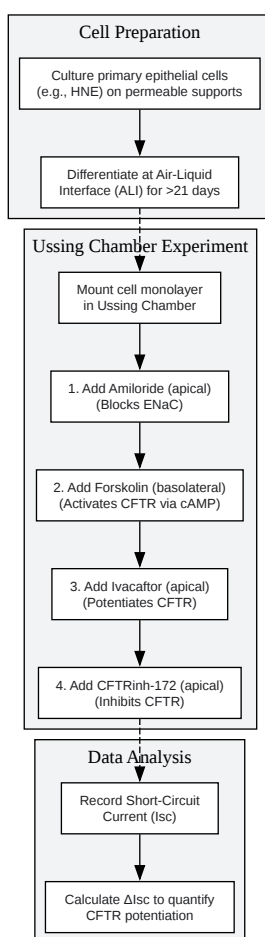 Cell Preparation
Culture primary epithelial cells
(e.g., HNE) on permeable supports
Differentiate at Air-Liquid
Interface (ALI) for >21 days
Ussing Chamber Experiment
Mount cell monolayer
in Ussing Chamber
1. Add Amiloride (apical)
(Blocks ENaC)
2. Add Forskolin (basolateral)
(Activates CFTR via cAMP)
3. Add Ivacaftor (apical)
(Potentiates CFTR)
4. Add CFTRinh-172 (apical)
(Inhibits CFTR)
Data Analysis
Record Short-Circuit
Current (Isc)
Calculate ΔIsc to quantify
CFTR potentiation